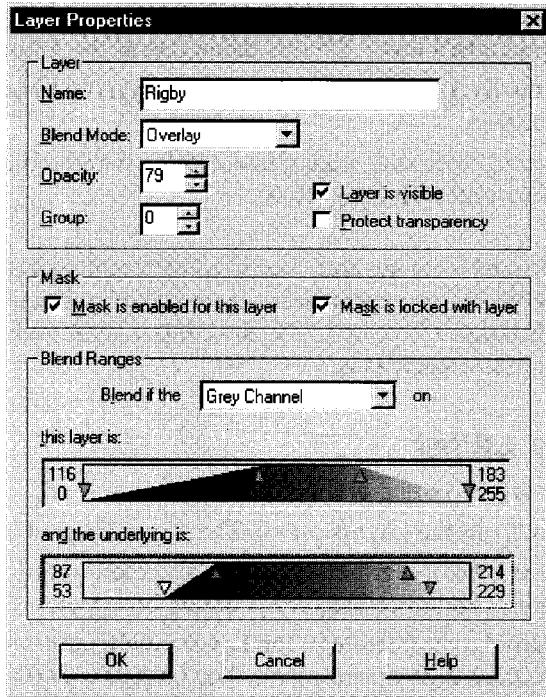 Layer Properties
Layer
Name: Rigby
Blend Mode: Overlay
Opacity: 79
Layer is visible
Group: 0
Protect transparency
Mask
Mask is enabled for this layer Mask is locked with layer
Blend Ranges
Blend if the Grey Channel on
this layer is:
116 183
0 255
and the underlying is:
87 214
53 229
OK Cancel Help